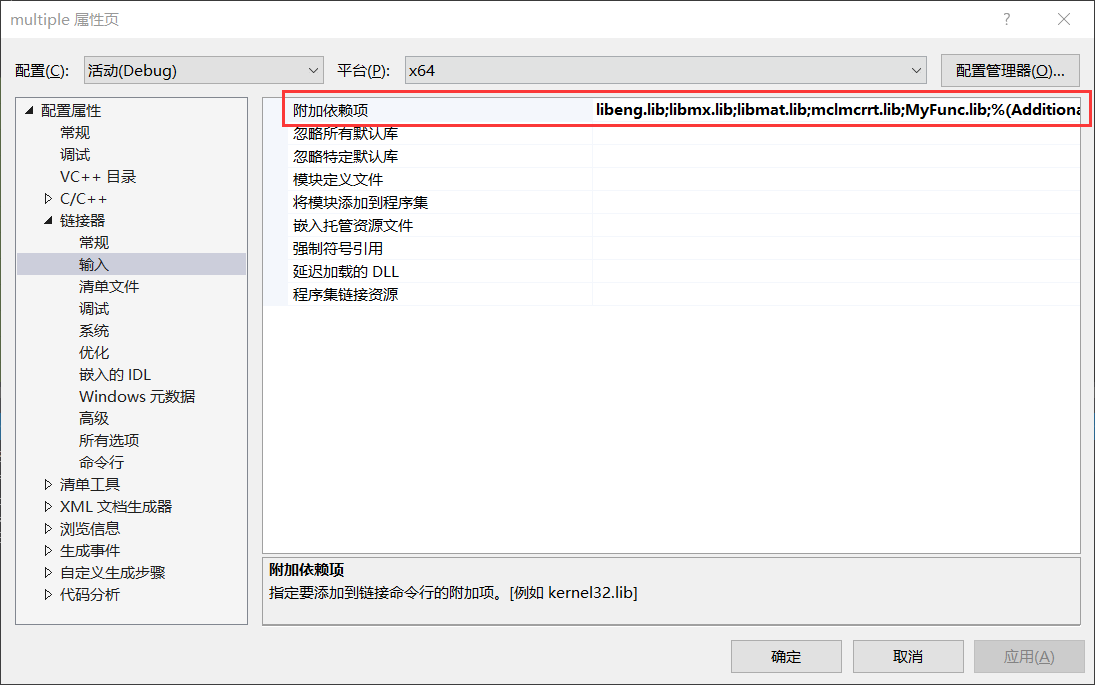 multiple 属性页
配置(C): 活动(Debug) 平台(P): x64 配置管理器(O)...
配置属性
常规
调试
VC++ 目录
C/C++
链接器
常规
输入
清单文件
调试
系统
优化
嵌入的 IDL
Windows 元数据
高级
所有选项
命令行
清单工具
XML 文档生成器
浏览信息
生成事件
自定义生成步骤
代码分析
附加依赖项 libeng.lib;libmx.lib;libmat.lib;mclmcrrt.lib;MyFunc.lib;%(Additiona
忽略所有默认库
忽略特定默认库
模块定义文件
将模块添加到程序集
嵌入托管资源文件
强制符号引用
延迟加载的 DLL
程序集链接资源
附加依赖项
指定要添加到链接命令行的附加项。[例如 kernel32.lib]
确定 取消 应用(A)